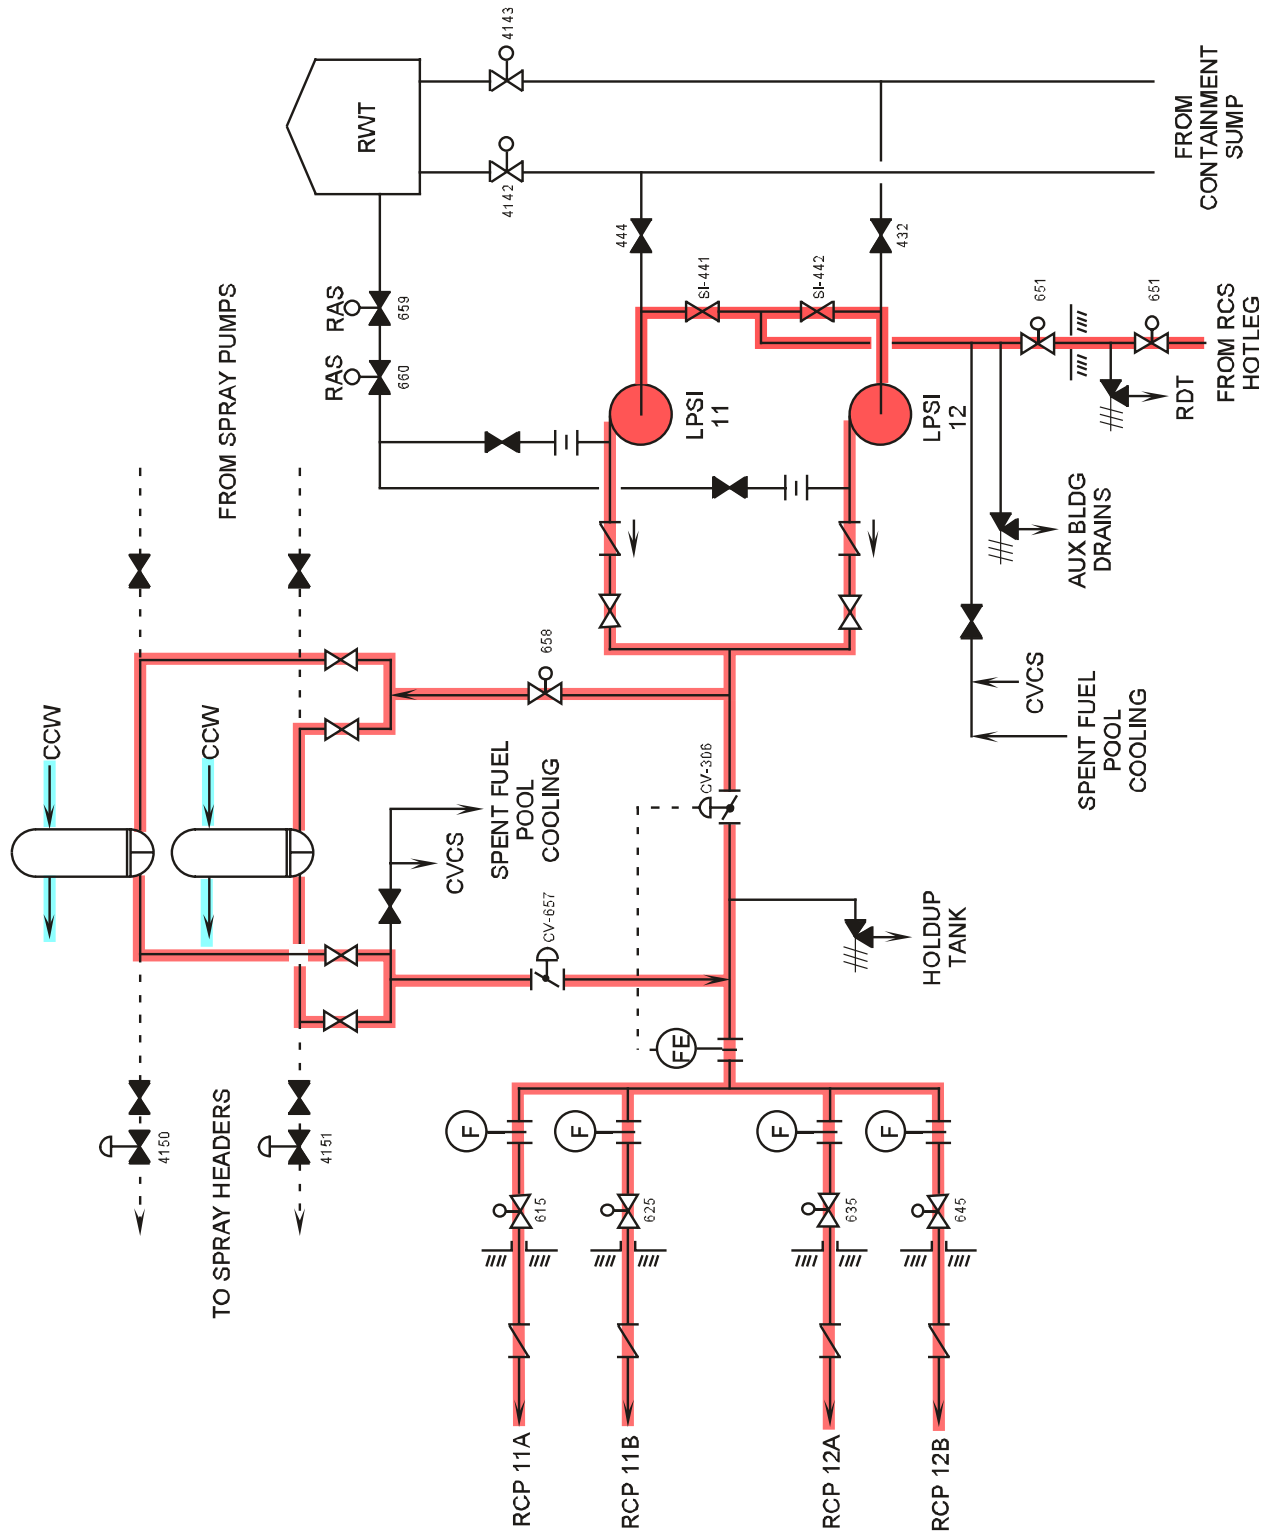 4143
RWT
4142
FROM
CONTAINMENT
SUMP
444
432
FROM SPRAY PUMPS
RAS
659
RAS
660
SI-441
SI-442
651
651
FROM RCS
HOTLEG
LPSI
11
LPSI
12
RDT
AUX BLDG
DRAINS
658
CVCS
SPENT FUEL
POOL
COOLING
CCW
CCW
CV-306
SPENT FUEL
POOL
COOLING
CVCS
CV-657
HOLDUP
TANK
FE
TO SPRAY HEADERS
4150
4151
F
F
F
F
615
625
635
645
RCP 11A
RCP 11B
RCP 12A
RCP 12B